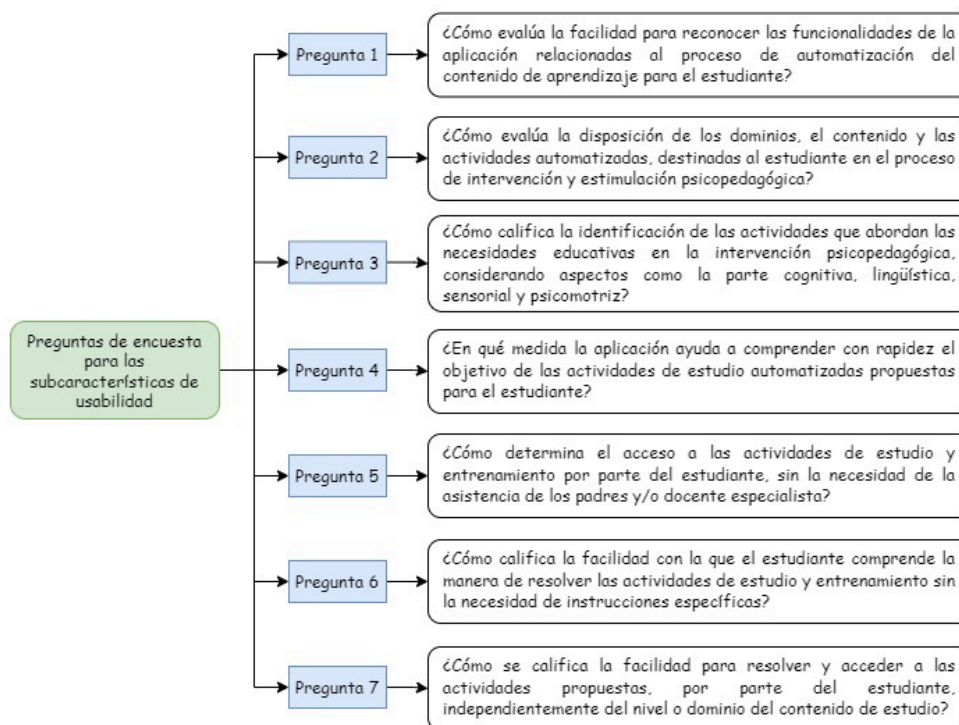 Preguntas de encuesta
para las
subcaracterísticas de
usabilidad
Pregunta 1
¿Cómo evalúa la facilidad para reconocer las funcionalidades de la
aplicación relacionadas al proceso de automatización del
contenido de aprendizaje para el estudiante?
Pregunta 2
¿Cómo evalúa la disposición de los dominios, el contenido y las
actividades automatizadas, destinadas al estudiante en el proceso
de intervención y estimulación psicopedagógica?
Pregunta 3
¿Cómo califica la identificación de las actividades que abordan las
necesidades educativas en la intervención psicopedagógica,
considerando aspectos como la parte cognitiva, lingüística,
sensorial y psicomotriz?
Pregunta 4
¿En qué medida la aplicación ayuda a comprender con rapidez el
objetivo de las actividades de estudio automatizadas propuestas
para el estudiante?
Pregunta 5
¿Cómo determina el acceso a las actividades de estudio y
entrenamiento por parte del estudiante, sin la necesidad de la
asistencia de los padres y/o docente especialista?
Pregunta 6
¿Cómo califica la facilidad con la que el estudiante comprende la
manera de resolver las actividades de estudio y entrenamiento sin
la necesidad de instrucciones específicas?
Pregunta 7
¿Cómo se califica la facilidad para resolver y acceder a las
actividades propuestas, por parte del estudiante,
independientemente del nivel o dominio del contenido de estudio?